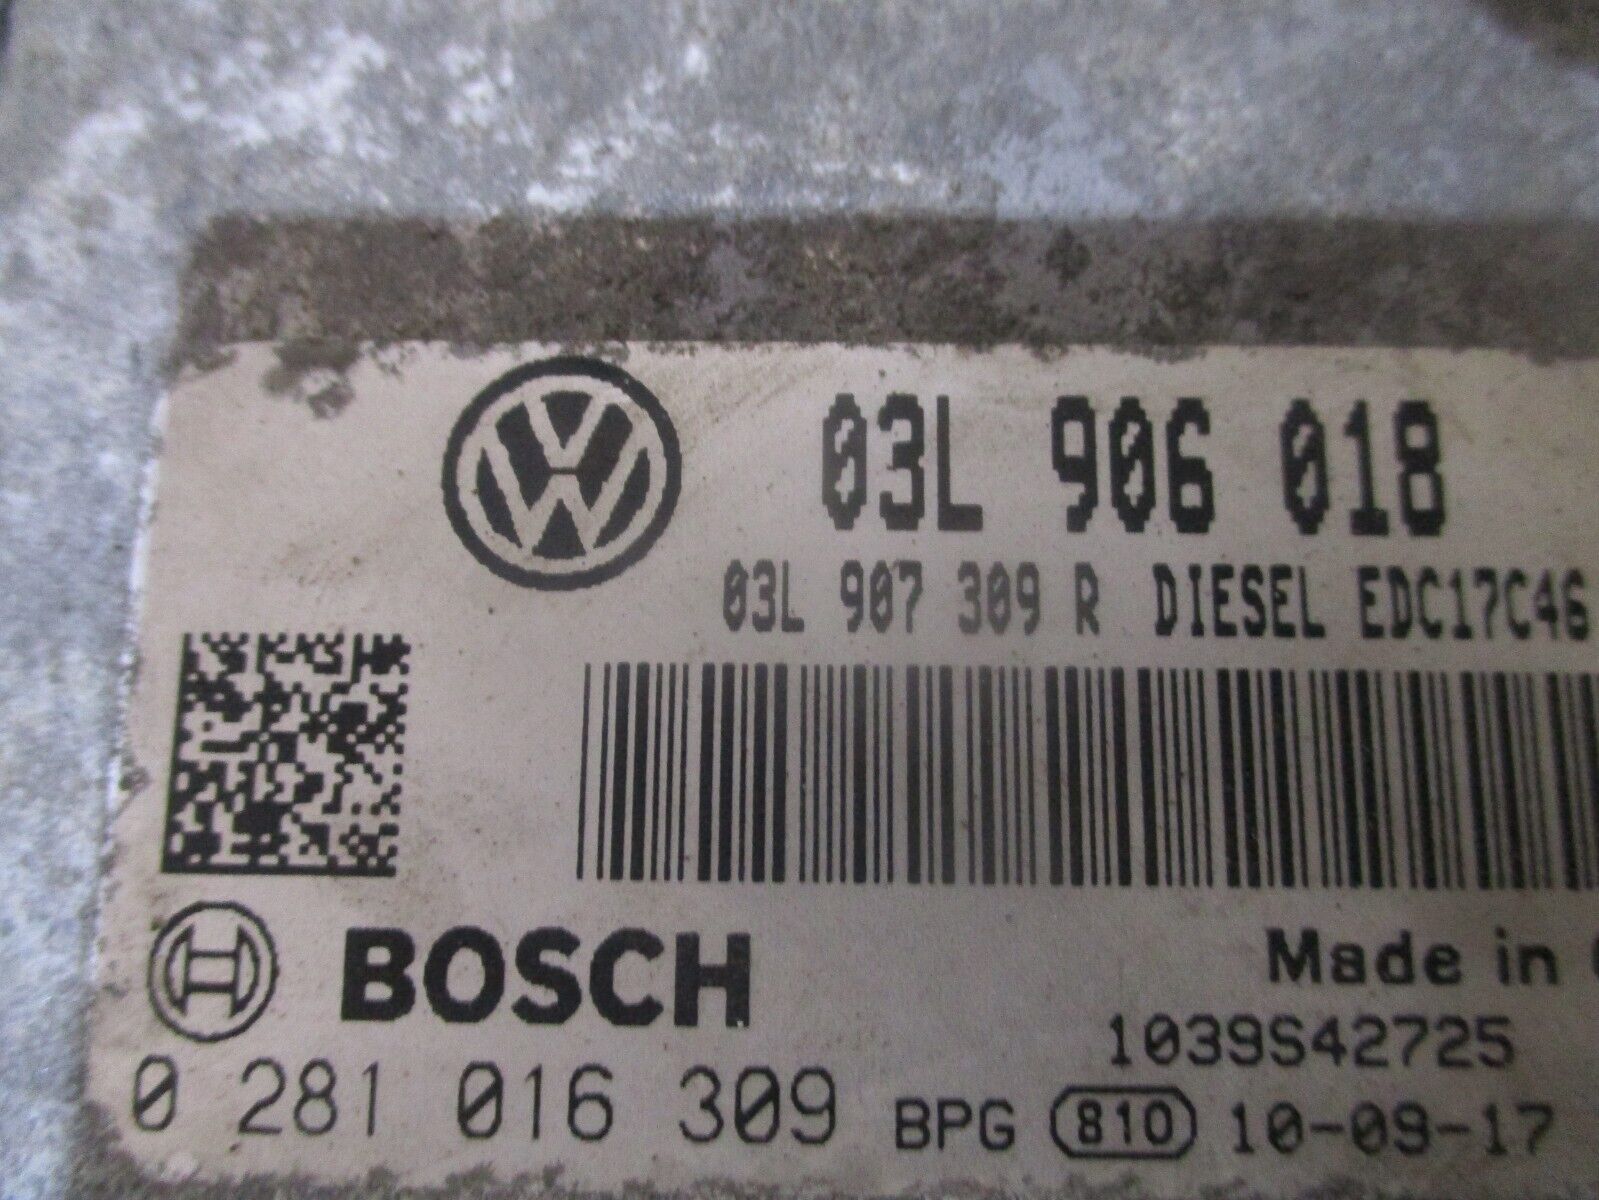 03L 906 018
03L 907 309 R DIESEL EDC17C46
BOSCH
Made in
1039S42725
0 281 016 309 BPG 810 10-09-17